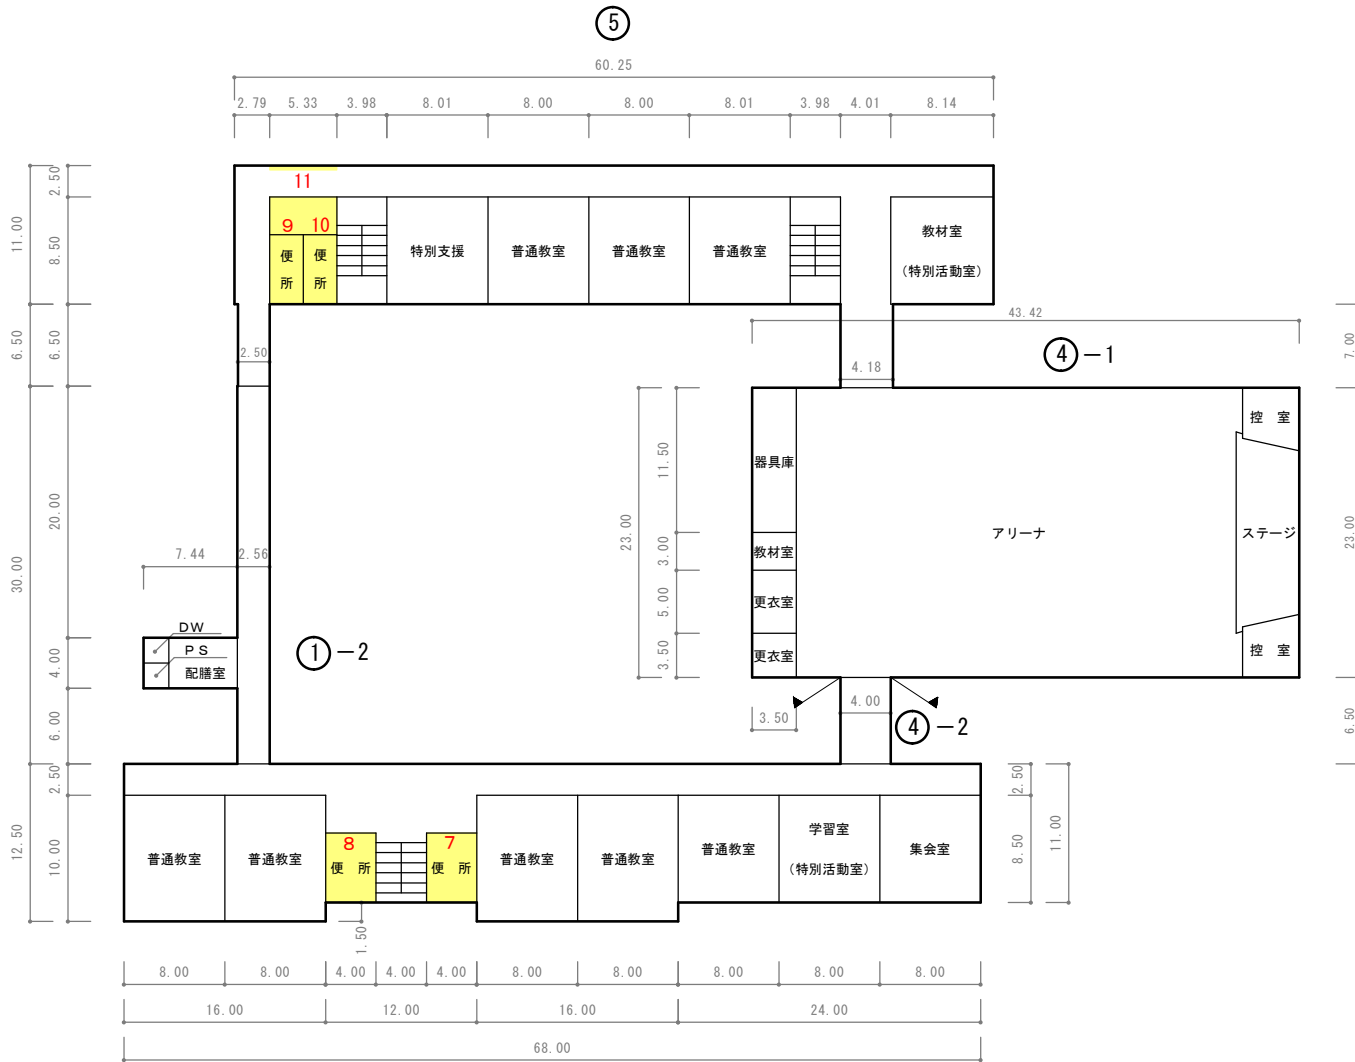 ⑤
60.25
2.79 5.33 3.98 8.01 8.00 8.00 8.01 3.98 4.01 8.14
11.00
2.50
8.50
11
9 10
便所
便所
特別支援
普通教室
普通教室
普通教室
教材室
(特別活動室)
6.50
6.50
2.50
43.42
④－1
4.18
7.00
30.00
20.00
23.00
11.50
3.00
5.00
3.50
器具庫
教材室
更衣室
更衣室
アリーナ
控 室
ステージ
控 室
23.00
7.44 2.56
DW
PS
配膳室
4.00
①－2
6.00
3.50
4.00
④－2
6.50
12.50
2.50
10.00
普通教室
普通教室
8
便 所
7
便 所
普通教室
普通教室
普通教室
学習室
(特別活動室)
集会室
2.50
8.50
11.00
1.50
8.00 8.00 4.00 4.00 4.00 8.00 8.00 8.00 8.00 8.00
16.00 12.00 16.00 24.00
68.00